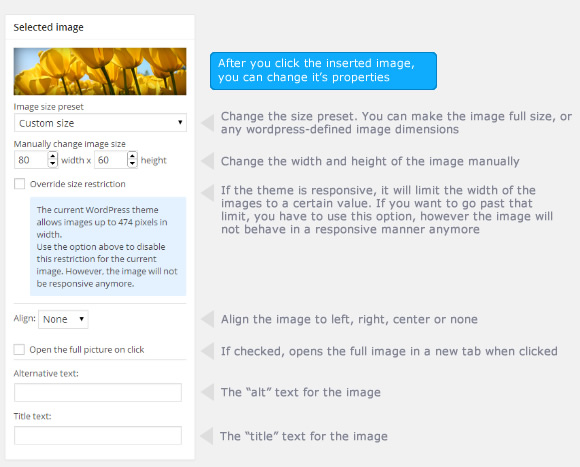 Selected image
After you click the inserted image,
you can change it's properties
Image size preset
Custom size
Change the size preset. You can make the image full size, or
any wordpress-defined image dimensions
Manually change image size
80 width x 60 height
Change the width and height of the image manually
Override size restriction
If the theme is responsive, it will limit the width of the
images to a certain value. If you want to go past that
limit, you have to use this option, however the image will
not behave in a responsive manner anymore
The current WordPress theme
allows images up to 474 pixels in
width.
Use the option above to disable
this restriction for the current
image. However, the image will not
be responsive anymore.
Align: None
Align the image to left, right, center or none
Open the full picture on click
If checked, opens the full image in a new tab when clicked
Alternative text:
The “alt” text for the image
Title text:
The “title” text for the image